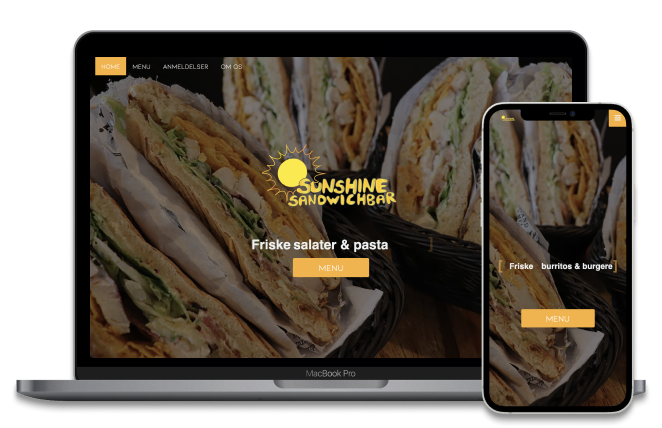 HOME MENU ANMELDELSER OM OS
SUNSHINE
SANDWICHBAR
Friske salater & pasta
MENU
MacBook Pro
[ Friske burritos & burgere ]
MENU